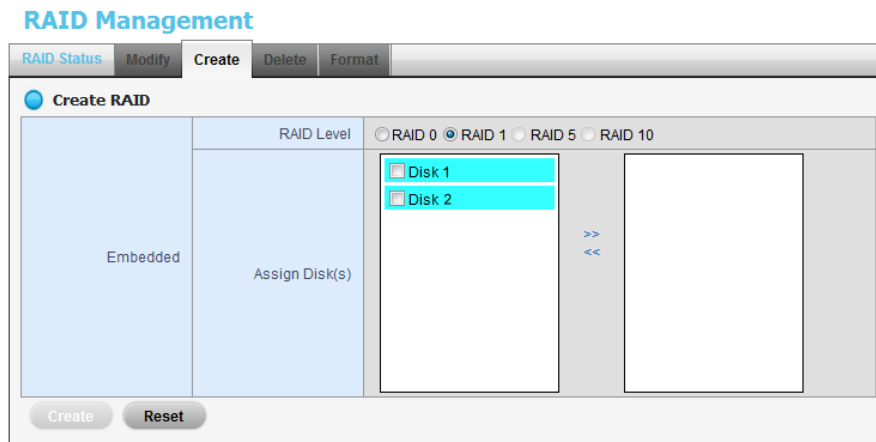 RAID Management
RAID Status Modify Create Delete Format
Create RAID
RAID Level RAID 0 RAID 1 RAID 5 RAID 10
Disk 1
Disk 2
>>
<<
Embedded
Assign Disk(s)
Create Reset